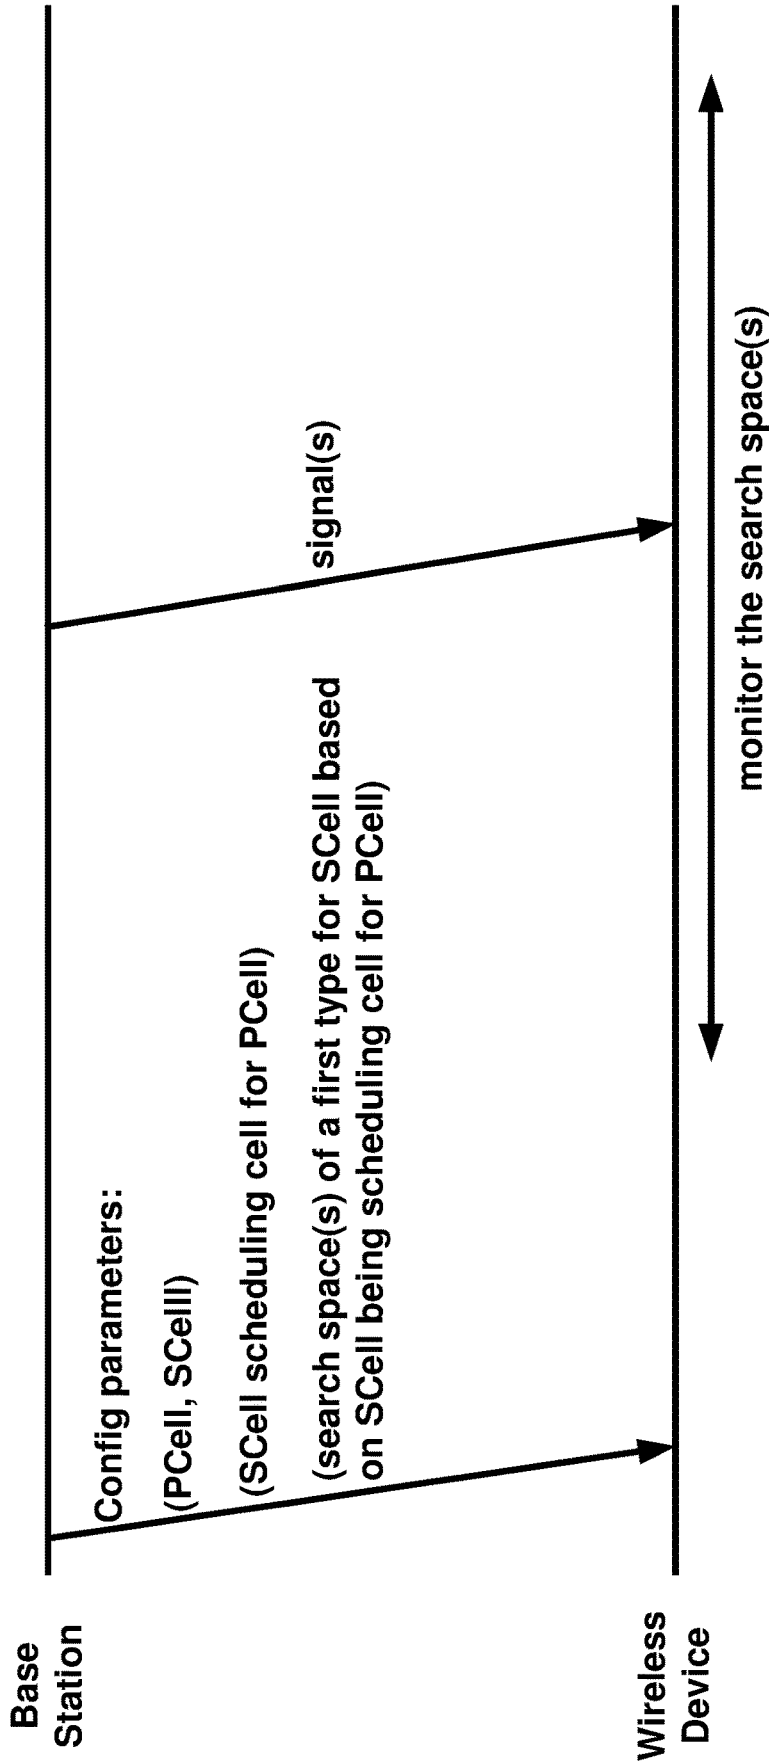 Base
Station
Config parameters:
(PCell, SCelll)
(SCell scheduling cell for PCell)
(search space(s) of a first type for SCell based
on SCell being scheduling cell for PCell)
signal(s)
Wireless
Device
monitor the search space(s)